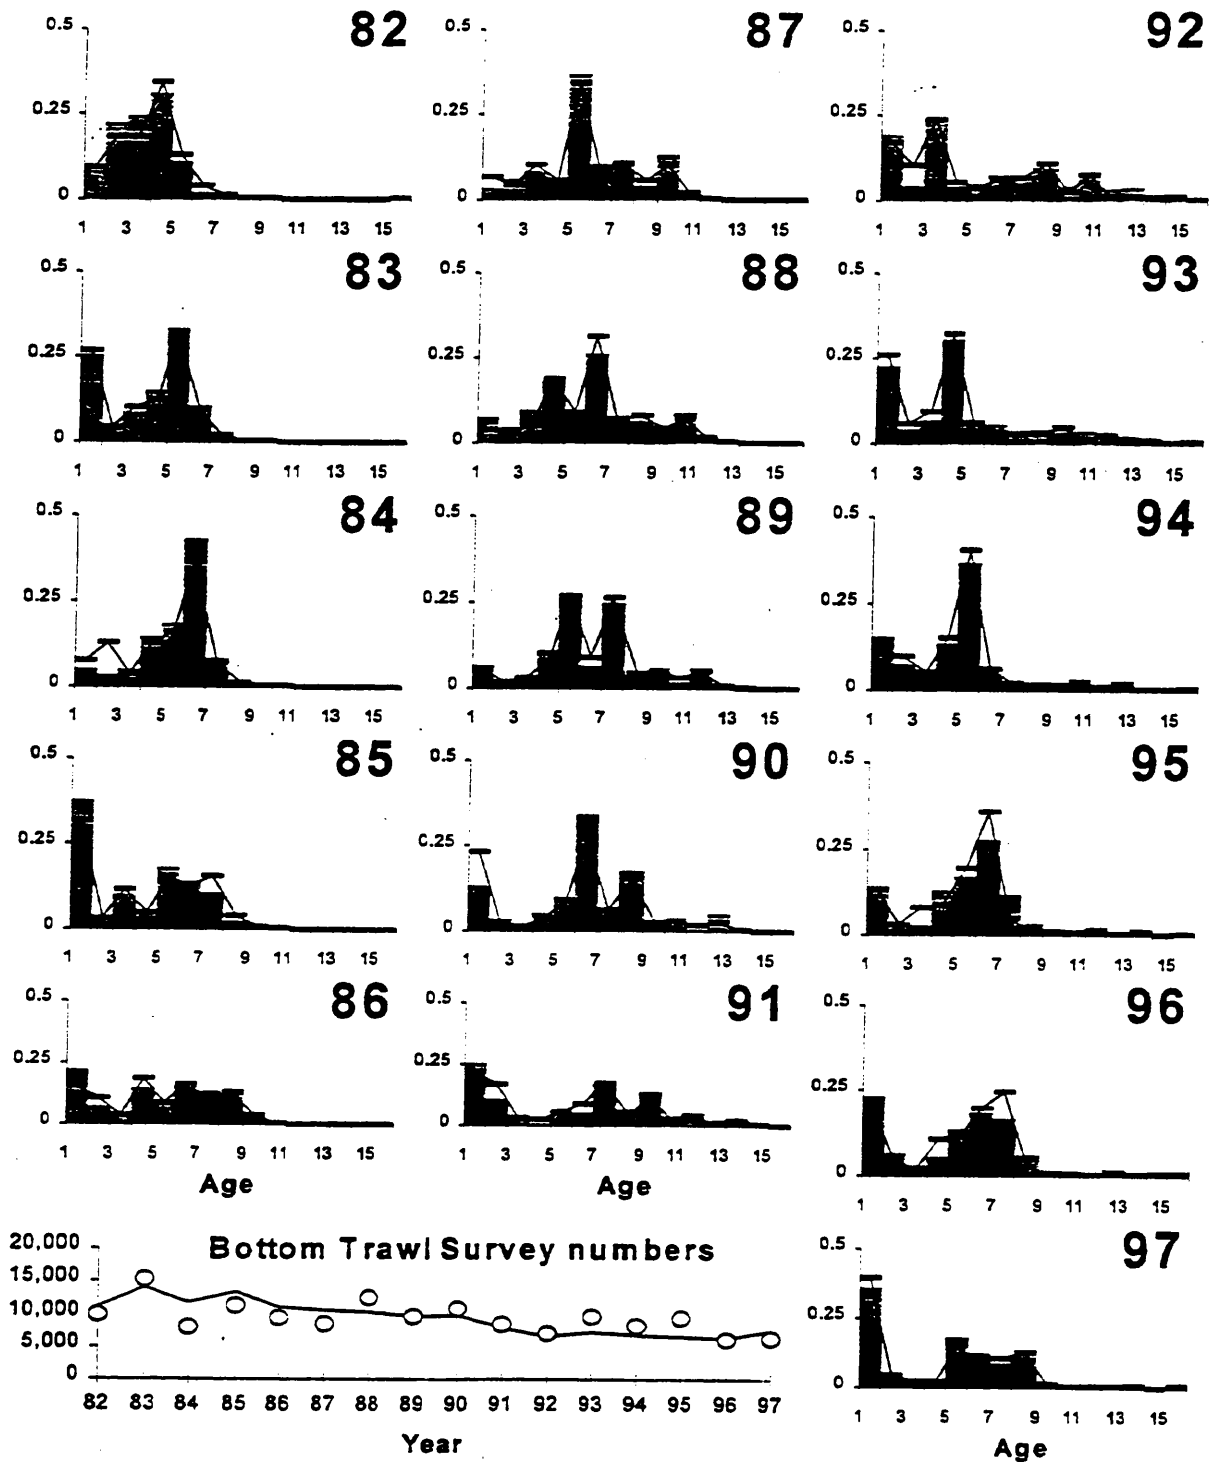 0.5 82 0.5 87 0.5 92
0.25 0.25 0.25
0 0 0
1 3 5 7 9 11 13 15 1 3 5 7 9 11 13 15 1 3 5 7 9 11 13 15
0.5 83 0.5 88 0.5 93
0.25 0.25 0.25
0 0 0
1 3 5 7 9 11 13 15 1 3 5 7 9 11 13 15 1 3 5 7 9 11 13 15
0.5 84 0.5 89 0.5 94
0.25 0.25 0.25
0 0 0
1 3 5 7 9 11 13 15 1 3 5 7 9 11 13 15 1 3 5 7 9 11 13 15
0.5 85 0.5 90 0.5 95
0.25 0.25 0.25
0 0 0
1 3 5 7 9 11 13 15 1 3 5 7 9 11 13 15 1 3 5 7 9 11 13 15
0.5 86 0.5 91 0.5 96
0.25 0.25 0.25
0 0 0
1 3 5 7 9 11 13 15 1 3 5 7 9 11 13 15 1 3 5 7 9 11 13 15
Age Age
Bottom Trawl Survey numbers
20,000
15,000
10,000
5,000
0
82 83 84 85 86 87 88 89 90 91 92 93 94 95 96 97
Year
0.5 97
0.25
0
1 3 5 7 9 11 13 15
Age